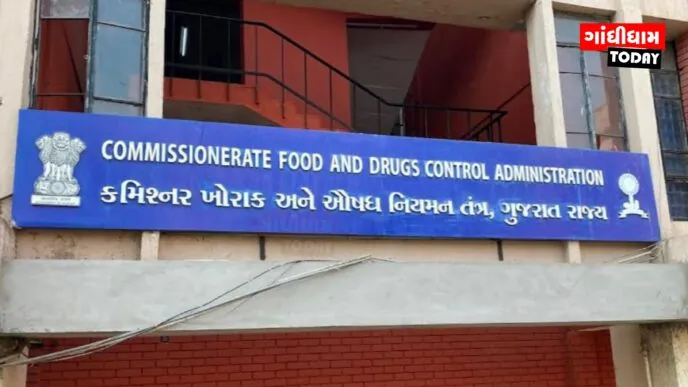 ગાંધીધામ
TODAY
COMMISSIONERATE FOOD AND DRUGS CONTROL ADMINISTRATION
કમિશ્નર ખોરાક અને ઔષધ નિયમન તંત્ર, ગુજરાત રાજ્ય